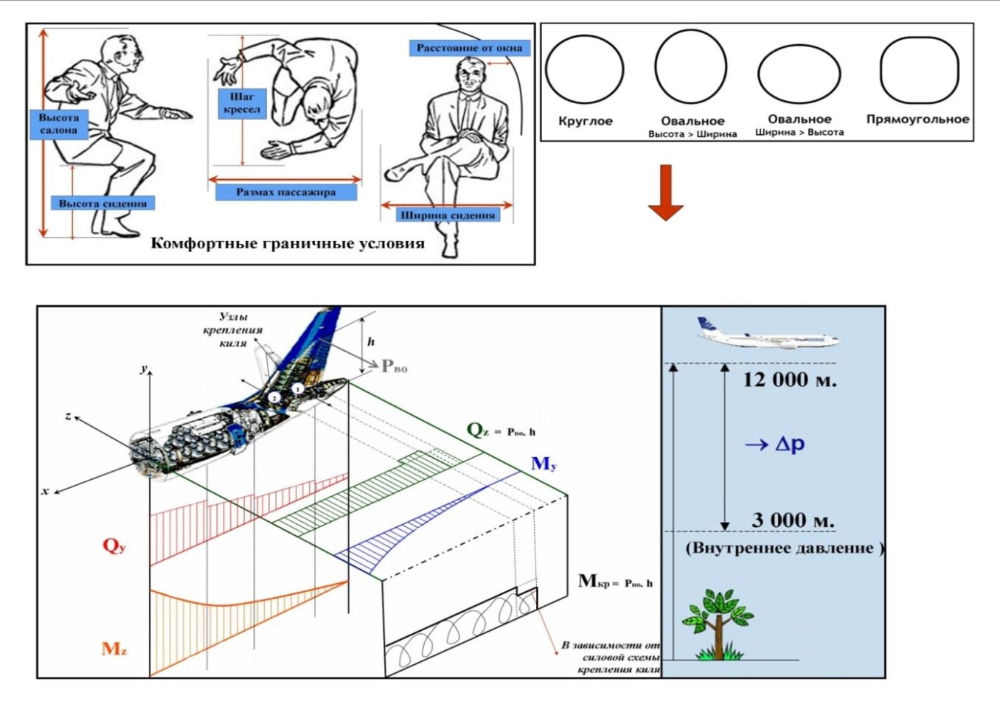 Высота
салона
Высота сидения
Шаг
кресел
Размах пассажира
Расстояние от окна
Ширина сидения
Комфортные граничные условия
Круглое
Овальное
Высота > Ширина
Овальное
Ширина > Высота
Прямоугольное
Узлы
крепления
киля
h
Pво
y
z
x
1
2
Qz = Pво. h
My
Qy
Mz
Mкр = Pво. h
В зависимости от
силовой схемы
крепления киля
12 000 м.
→ Δp
3 000 м.
(Внутреннее давление )